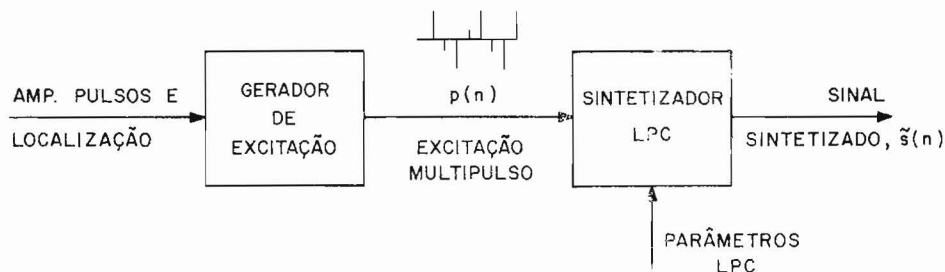 AMP. PULSOS E
LOCALIZAÇÃO
GERADOR
DE
EXCITAÇÃO
p(n)
EXCITAÇÃO
MULTIPULSO
SINTETIZADOR
LPC
SINAL
SINTETIZADO, s̃(n)
PARÂMETROS
LPC